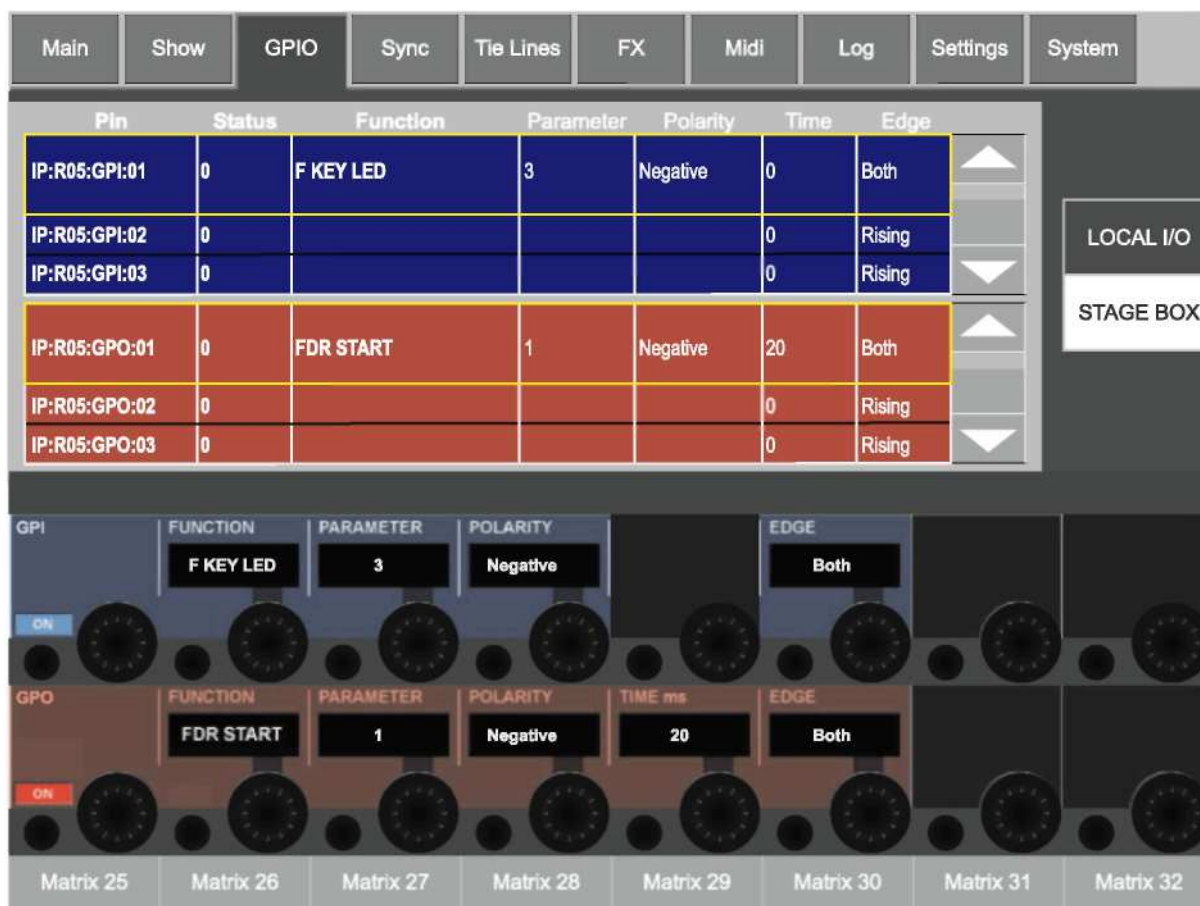 Main Show GPIO Sync Tie Lines FX Midi Log Settings System
Pin Status Function Parameter Polarity Time Edge
IP:R05:GPI:01 0 F KEY LED 3 Negative 0 Both
IP:R05:GPI:02 0 0 Rising
IP:R05:GPI:03 0 0 Rising
LOCAL I/O
STAGE BOX
IP:R05:GPO:01 0 FDR START 1 Negative 20 Both
IP:R05:GPO:02 0 0 Rising
IP:R05:GPO:03 0 0 Rising
GPI FUNCTION PARAMETER POLARITY EDGE
F KEY LED 3 Negative Both
ON
GPO FUNCTION PARAMETER POLARITY TIME ms EDGE
FDR START 1 Negative 20 Both
ON
Matrix 25 Matrix 26 Matrix 27 Matrix 28 Matrix 29 Matrix 30 Matrix 31 Matrix 32